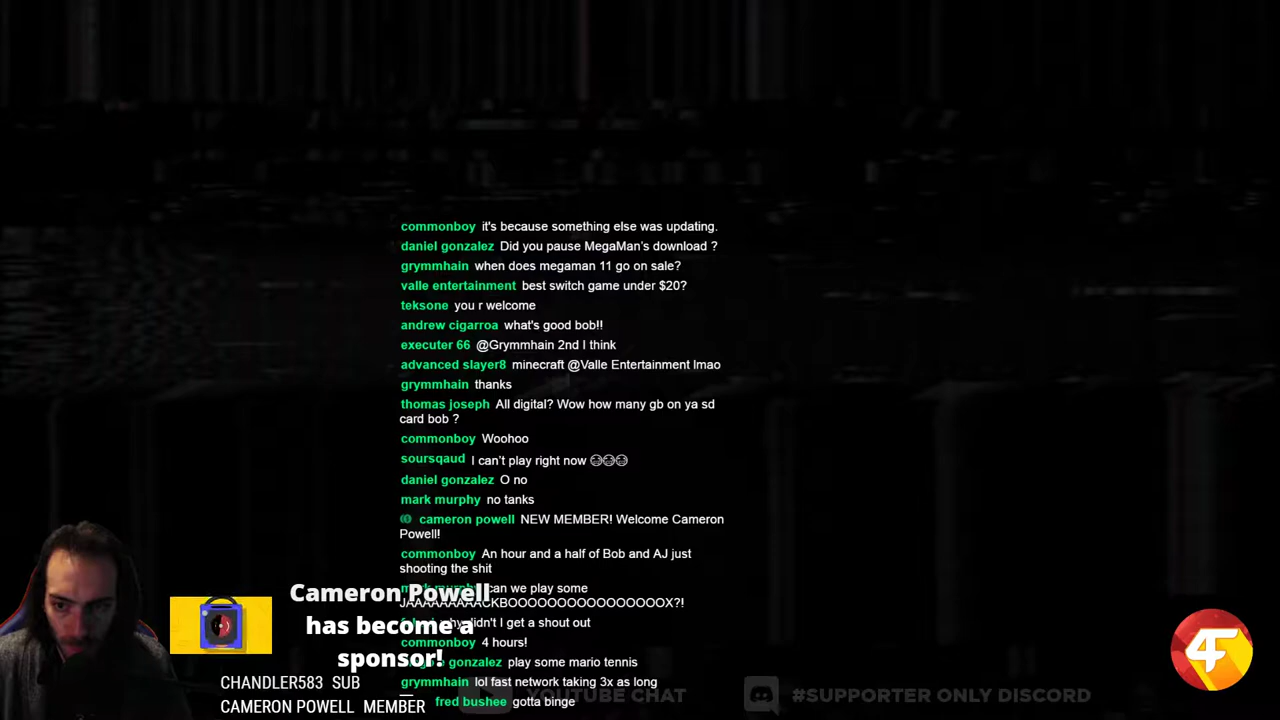 commonboy it's because something else was updating.
daniel gonzalez Did you pause MegaMan's download ?
grymmhain when does megaman 11 go on sale?
valle entertainment best switch game under $20?
teksone you r welcome
andrew cigarroa what's good bob!!
executer 66 @Grymmhain 2nd I think
advanced slayer8 minecraft @Valle Entertainment lmao
grymmhain thanks
thomas joseph All digital? Wow how many gb on ya sd
card bob ?
commonboy Woohoo
soursqaud I can't play right now
daniel gonzalez O no
mark murphy no tanks
cameron powell NEW MEMBER! Welcome Cameron
Powell!
commonboy An hour and a half of Bob and AJ just
shooting the shit
mark murphy can we play some
JAAAAAAAAACKBOOOOOOOOOOOOOOOOX?!
why didn't I get a shout out
commonboy 4 hours!
gonzalez play some mario tennis
grymmhain lol fast network taking 3x as long
fred bushee gotta binge
Cameron Powell
has become a
sponsor!
CHANDLER583 SUB
CAMERON POWELL MEMBER
YOUTUBE CHAT
#SUPPORTER ONLY DISCORD
4F